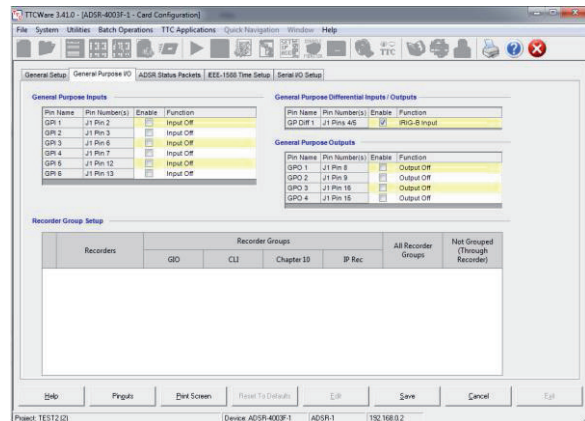 TTCWare 3.41.0 - [ADSR-4003F-1 - Card Configuration]
File System Utilities Batch Operations TTC Applications Quick Navigation Window Help
TTC
General Setup General Purpose I/O ADSR Status Packets EEE-1588 Time Setup Serial I/O Setup
General Purpose Inputs
Pin Name Pin Number(s) Enable Function
GPI 1 J1 Pin 2 Input Off
GPI 2 J1 Pin 3 Input Off
GPI 3 J1 Pin 6 Input Off
GPI 4 J1 Pin 7 Input Off
GPI 5 J1 Pin 12 Input Off
GPI 6 J1 Pin 13 Input Off
General Purpose Differential Inputs / Outputs
Pin Name Pin Number(s) Enable Function
GP Diff 1 J1 Pins 4/5 IRIG-B Input
General Purpose Outputs
Pin Name Pin Number(s) Enable Function
GPO 1 J1 Pin 8 Output Off
GPO 2 J1 Pin 9 Output Off
GPO 3 J1 Pin 16 Output Off
GPO 4 J1 Pin 15 Output Off
Recorder Group Setup
Recorders Recorder Groups All Recorder Groups Not Grouped (Through Recorder)
GIO CLI Chapter 10 IP Rec
Help Pinouts Print Screen Reset To Defaults Edit Save Cancel Exit
Project: TEST2 (2) Device: ADSR-4003F-1 ADSR-1 192.168.0.2